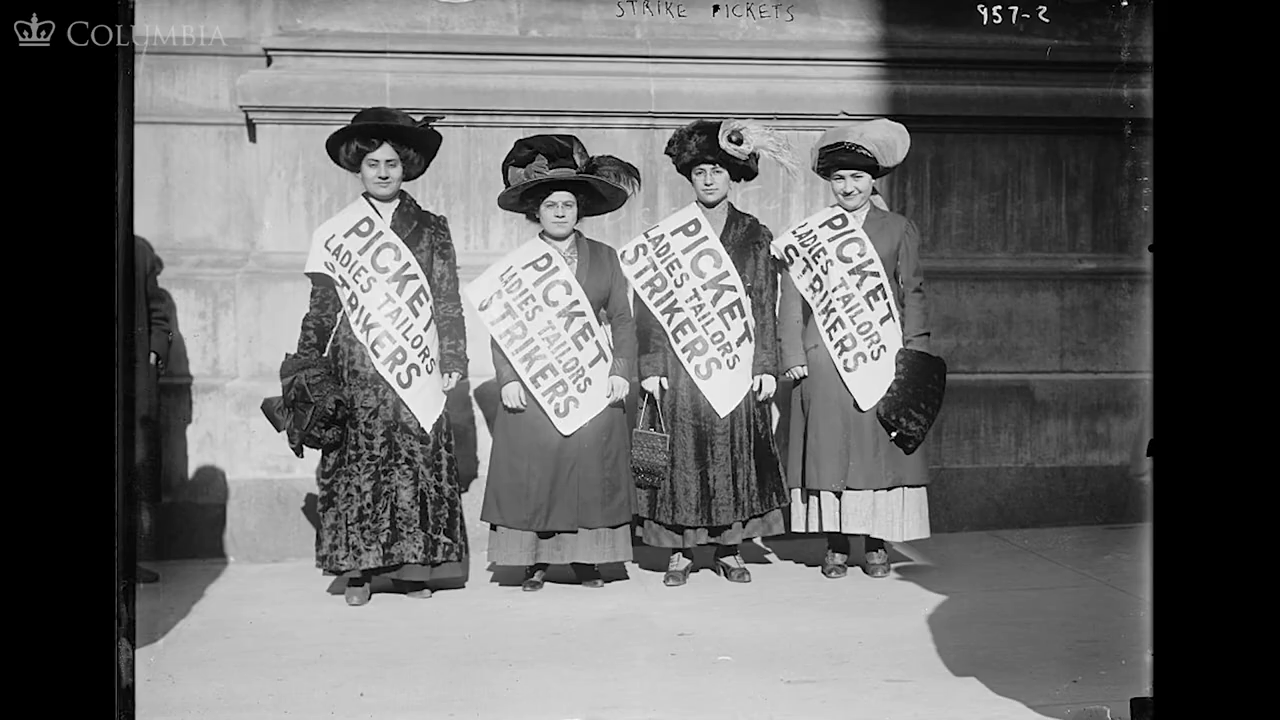 COLUMBIA
STRIKE PICKETS
957-2
PICKET
LADIES TAILORS
STRIKERS
PICKET
LADIES TAILORS
STRIKERS
PICKET
LADIES TAILORS
STRIKERS
PICKET
LADIES TAILORS
STRIKERS